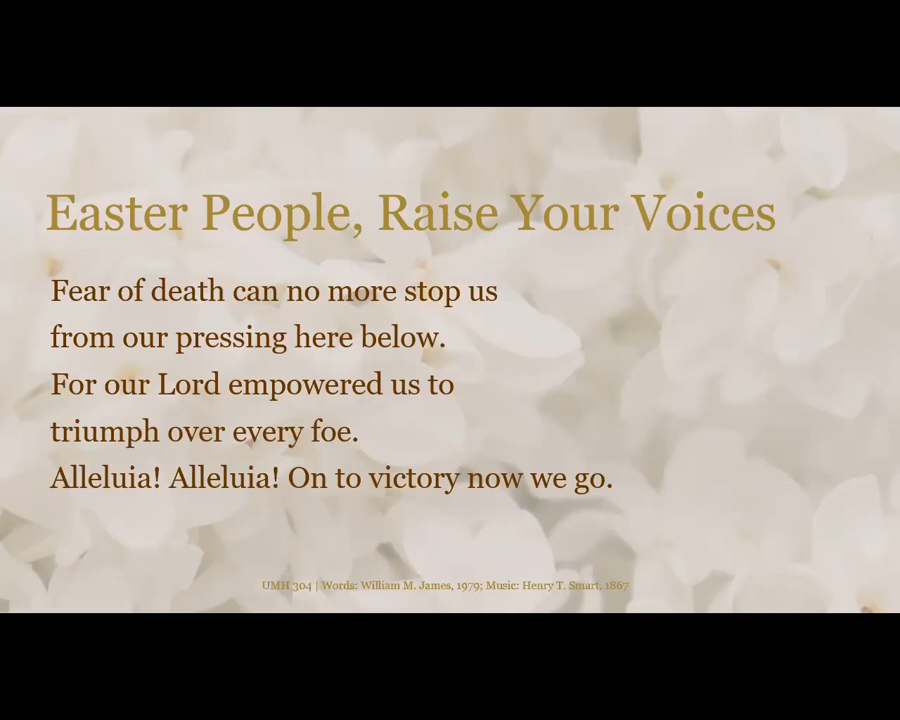 Easter People, Raise Your Voices
Fear of death can no more stop us
from our pressing here below.
For our Lord empowered us to
triumph over every foe.
Alleluia! Alleluia! On to victory now we go.
UMH 304 | Words: William M. James, 1979; Music: Henry T. Smart, 1867